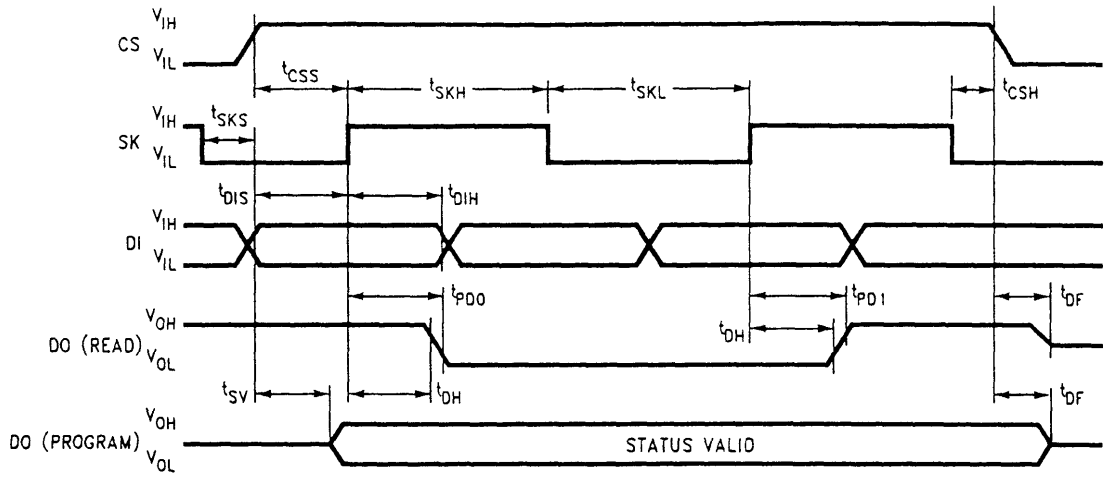 CS V_IH
V_IL
t_CSS t_SKH t_SKL t_CSH
SK V_IH
V_IL
t_SKS
t_DIS t_DIH
DI V_IH
V_IL
t_PD0 t_PD1 t_DF
DO (READ) V_OH
V_OL
t_DH
t_SV t_DH t_DF
DO (PROGRAM) V_OH
V_OL
STATUS VALID